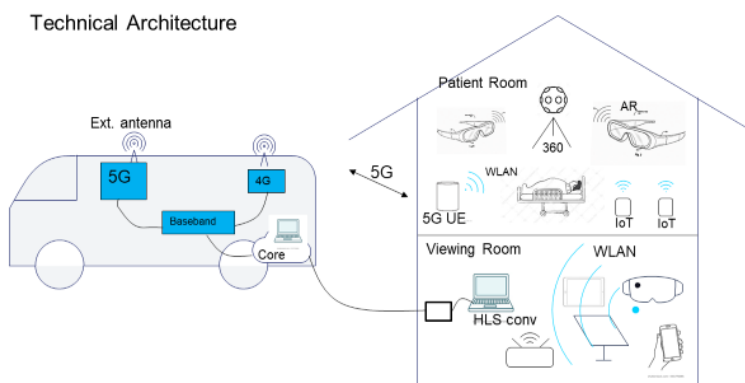 Technical Architecture
Ext. antenna
5G
4G
Baseband
Core
5G
Patient Room
AR
360
WLAN
5G UE
IoT
IoT
Viewing Room
WLAN
HLS conv